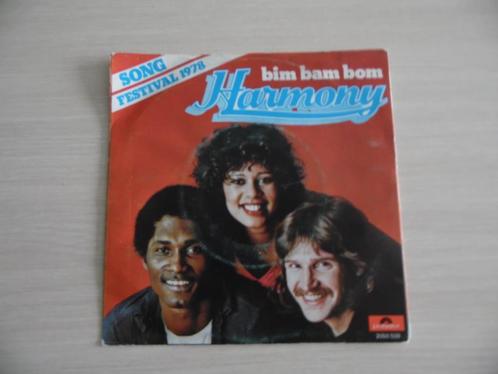 SONG
FESTIVAL 1978
bim bam bom
Harmony